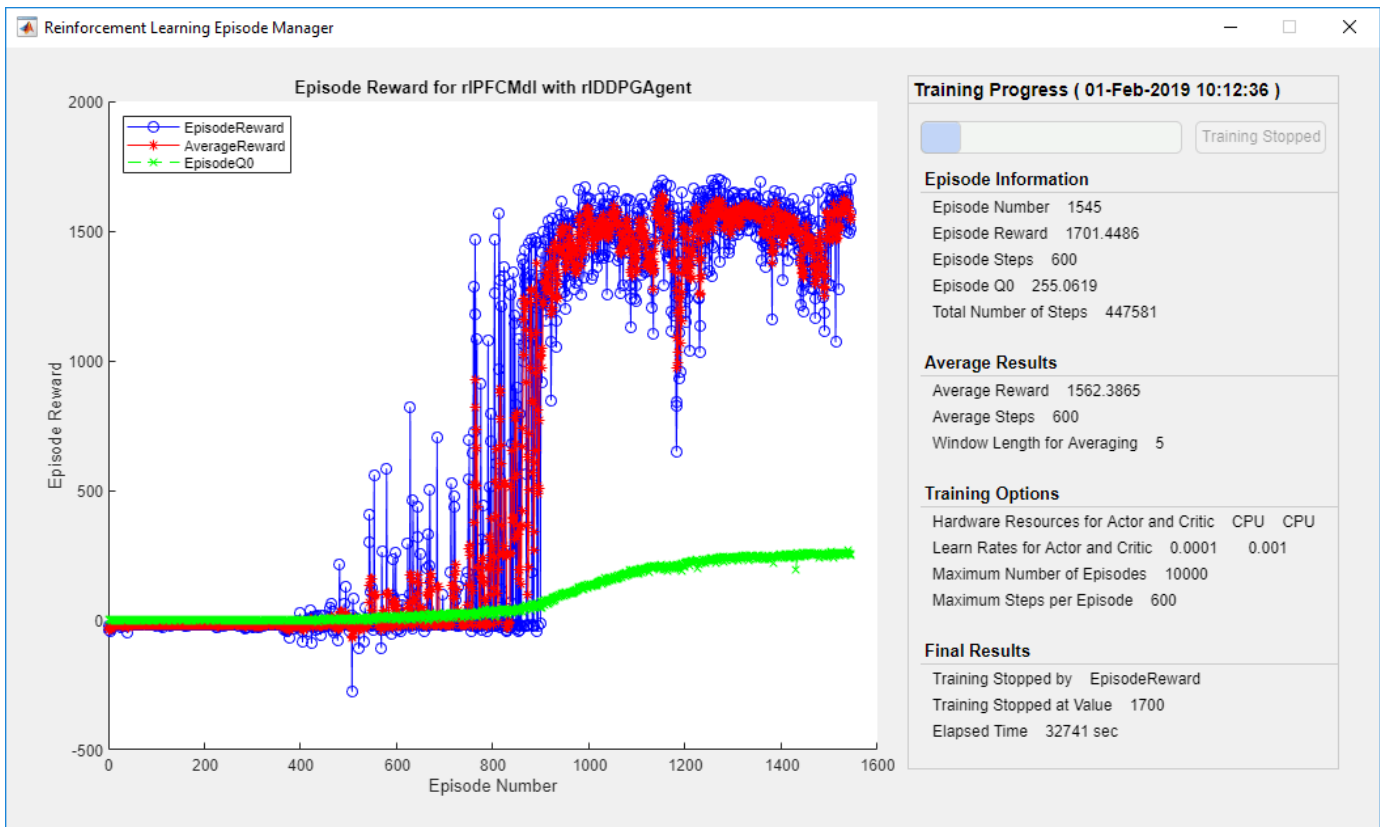 Reinforcement Learning Episode Manager
Episode Reward for rlPFCMdl with rlDDPGAgent
2000
1500
1000
500
0
-500
Episode Reward
EpisodeReward
AverageReward
EpisodeQ0
0 200 400 600 800 1000 1200 1400 1600
Episode Number
Training Progress ( 01-Feb-2019 10:12:36 )
Training Stopped
Episode Information
Episode Number 1545
Episode Reward 1701.4486
Episode Steps 600
Episode Q0 255.0619
Total Number of Steps 447581
Average Results
Average Reward 1562.3865
Average Steps 600
Window Length for Averaging 5
Training Options
Hardware Resources for Actor and Critic CPU CPU
Learn Rates for Actor and Critic 0.0001 0.001
Maximum Number of Episodes 10000
Maximum Steps per Episode 600
Final Results
Training Stopped by EpisodeReward
Training Stopped at Value 1700
Elapsed Time 32741 sec